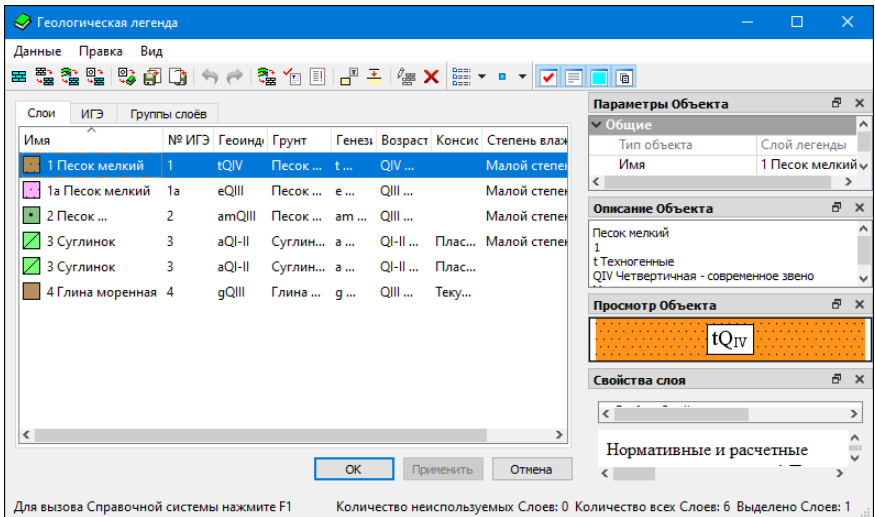 Геологическая легенда
Данные Правка Вид
Слои ИГЭ Группы слоёв
Имя № ИГЭ Геоинд Грунт Генези Возраст Консис Степень влаж
1 Песок мелкий 1 tQIV Песок ... t ... QIV ... Малой степен
1а Песок мелкий 1а eQIII Песок ... e ... QIII ... Малой степен
2 Песок ... 2 amQIII Песок ... am ... QIII ... Малой степен
3 Суглинок 3 aQI-II Суглин... a ... QI-II ... Плас... Малой степен
3 Суглинок 3 aQI-II Суглин... a ... QI-II ... Плас...
4 Глина моренная 4 gQIII Глина ... g ... QIII ... Теку...
OK Применить Отмена
Параметры Объекта
Общие
Тип объекта Слой легенды
Имя 1 Песок мелкий
Описание Объекта
Песок мелкий
1
t Техногенные
QIV Четвертичная - современное звено
Просмотр Объекта
tQIV
Свойства слоя
Нормативные и расчетные
Для вызова Справочной системы нажмите F1 Количество неиспользуемых Слоев: 0 Количество всех Слоев: 6 Выделено Слоев: 1